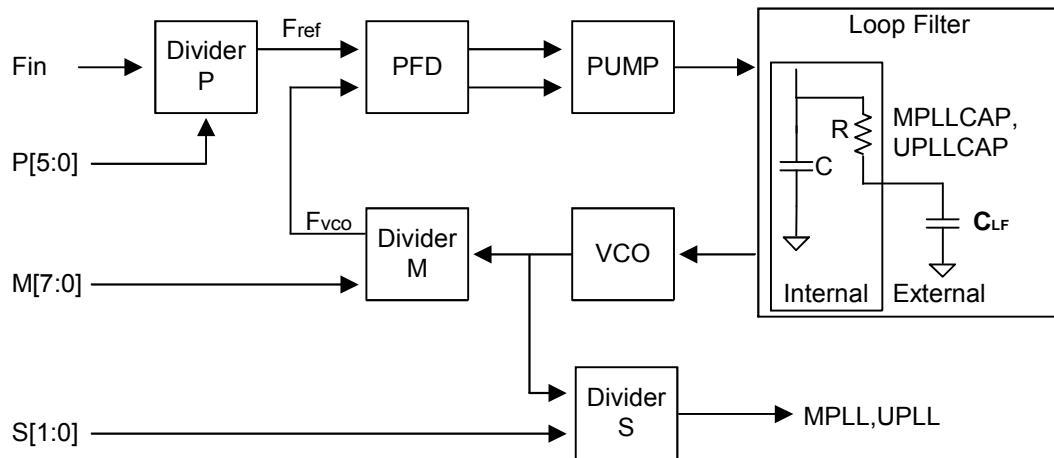 Loop Filter
Fin
Divider
P
Fref
PFD
PUMP
P[5:0]
R
C
MPLLCAP,
UPLLCAP
CLF
Internal
External
Fvco
Divider
M
VCO
M[7:0]
Divider
S
S[1:0]
MPLL,UPLL